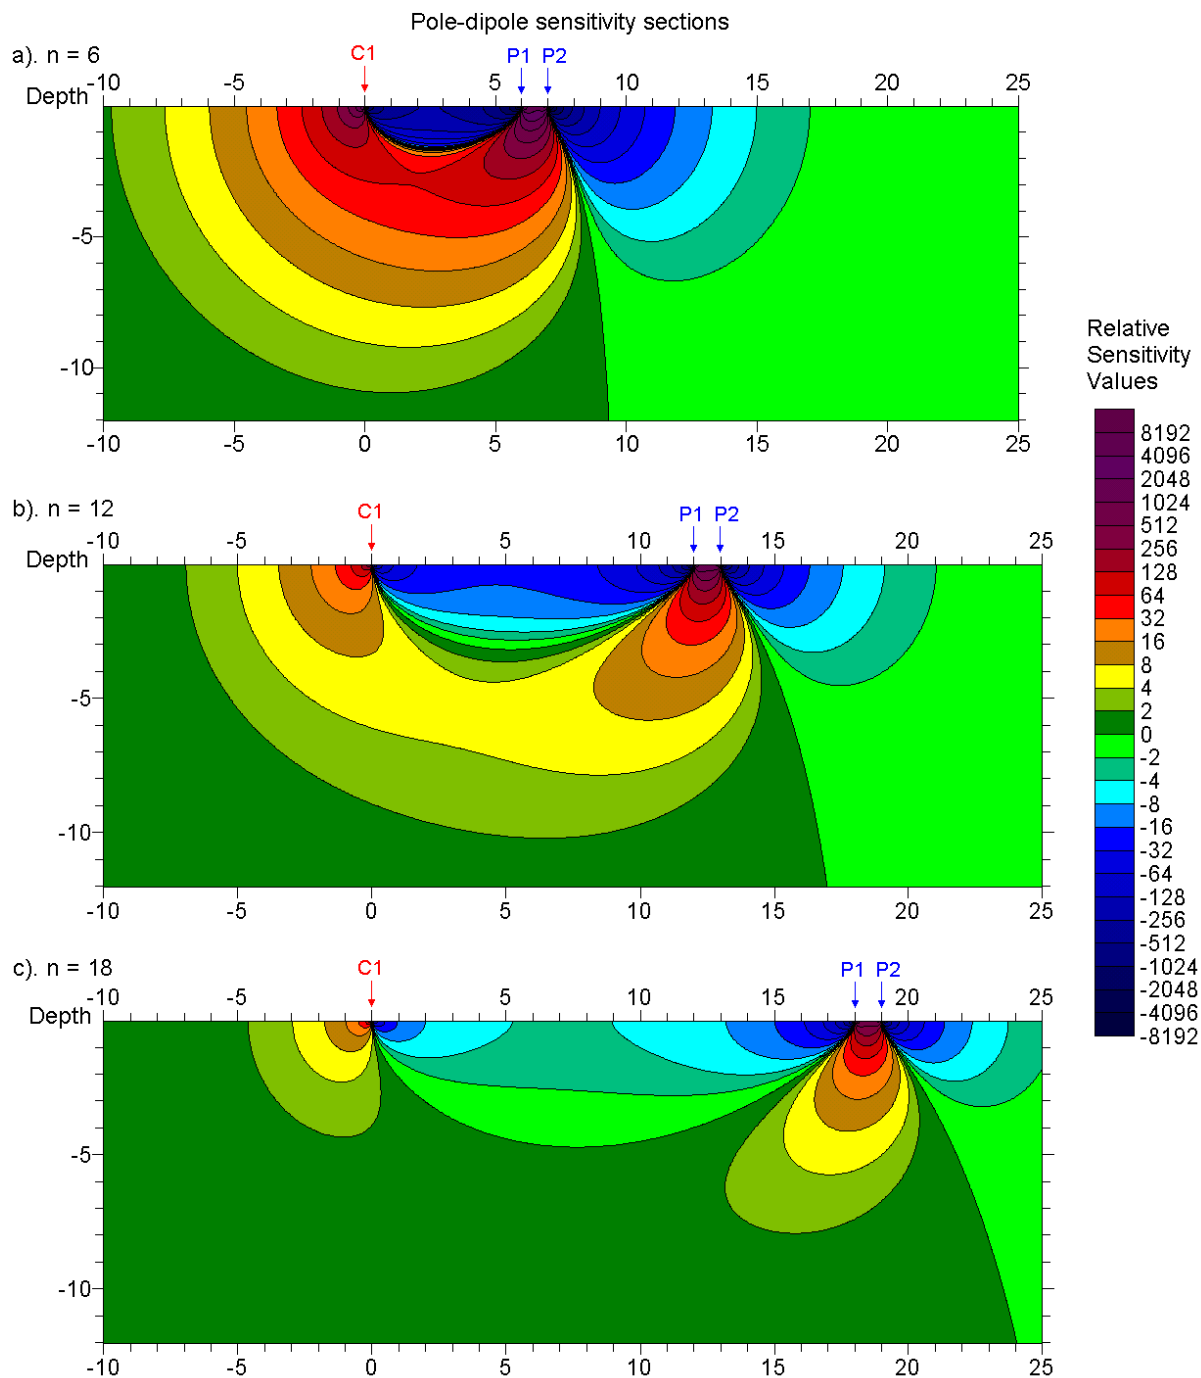 Pole-dipole sensitivity sections
a). n = 6
C1 P1 P2
-10 -5 5 10 15 20 25
Depth
-5
-10
-10 -5 0 5 10 15 20 25
Relative
Sensitivity
Values
8192
4096
2048
1024
512
256
128
64
32
16
8
4
2
0
-2
-4
-8
-16
-32
-64
-128
-256
-512
-1024
-2048
-4096
-8192
b). n = 12
C1 P1 P2
-10 -5 5 10 15 20 25
Depth
-5
-10
-10 -5 0 5 10 15 20 25
c). n = 18
C1 P1 P2
-10 -5 5 10 15 20 25
Depth
-5
-10
-10 -5 0 5 10 15 20 25